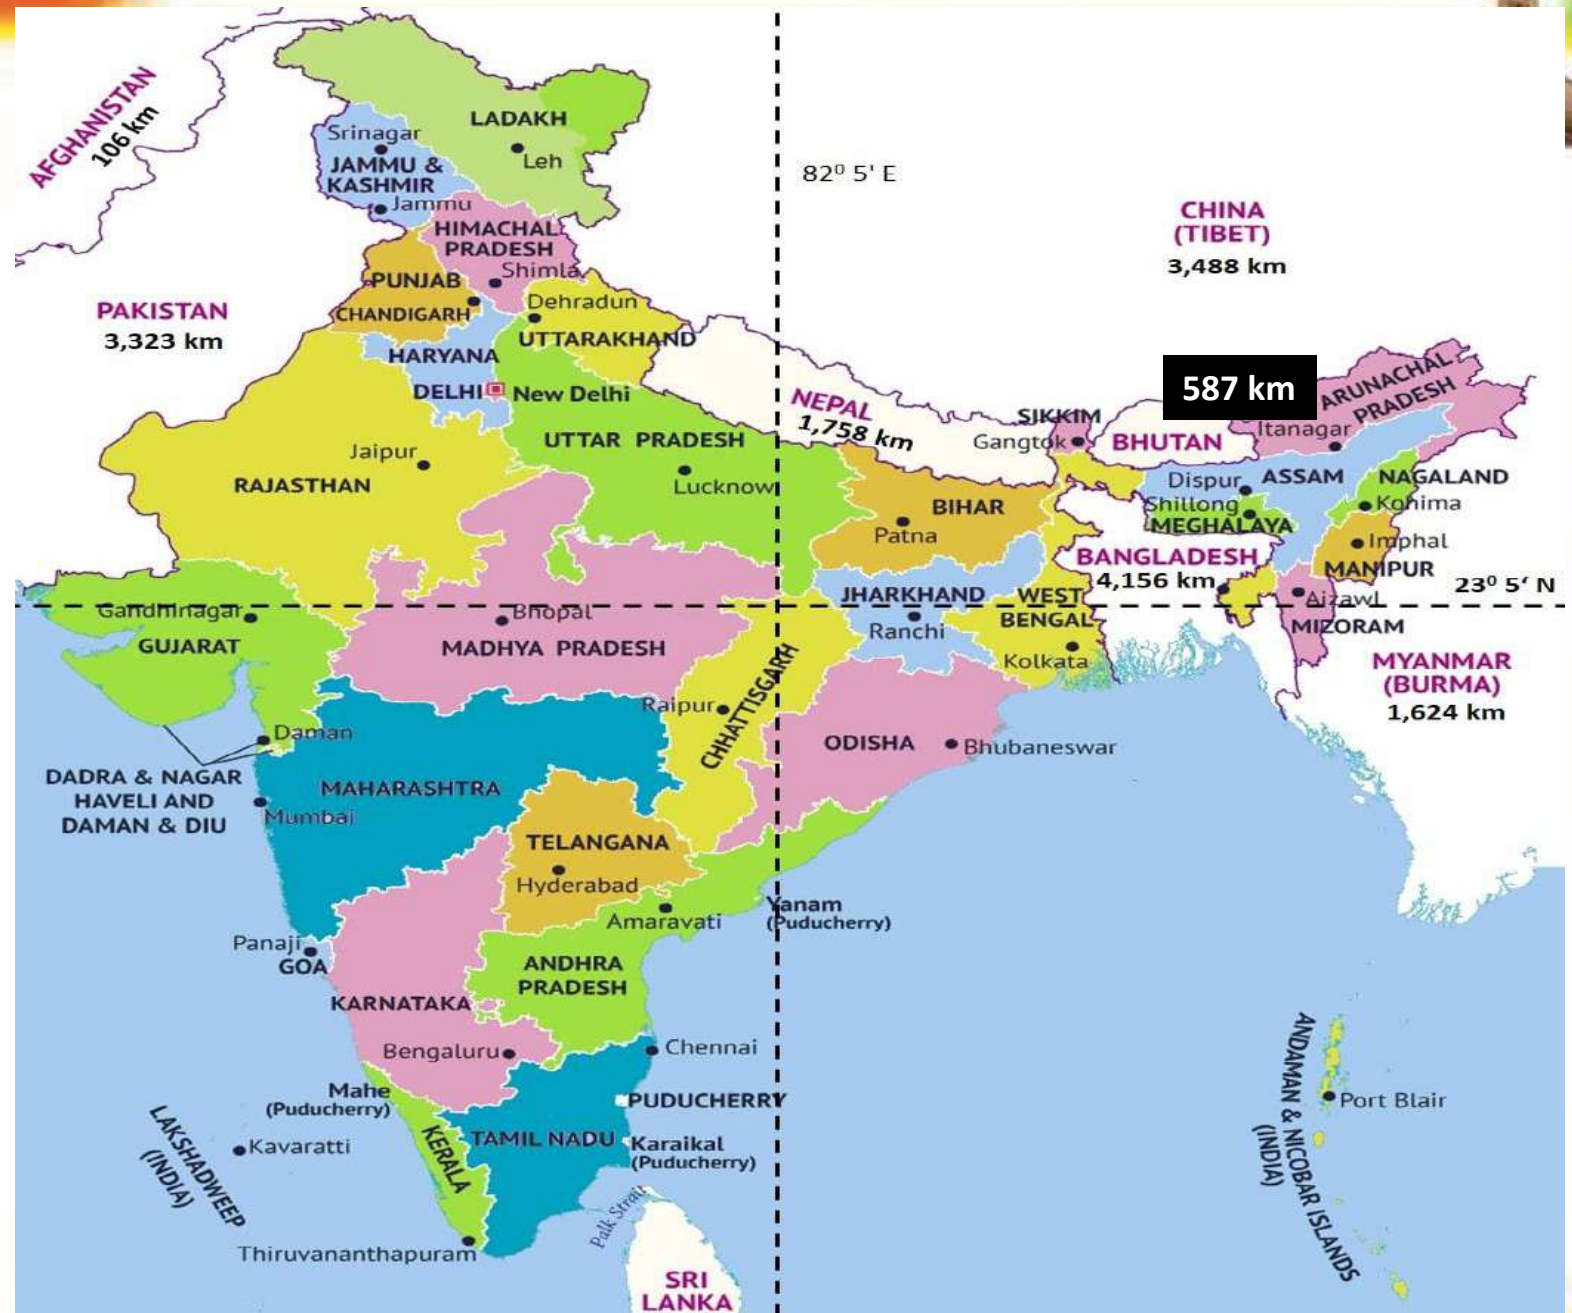 AFGHANISTAN
106 km
LADAKH
Leh
Srinagar
JAMMU &
KASHMIR
Jammu
82⁰ 5' E
CHINA
(TIBET)
3,488 km
HIMACHAL
PRADESH
Shimla
PUNJAB
CHANDIGARH
Dehradun
UTTARAKHAND
PAKISTAN
3,323 km
HARYANA
DELHI
New Delhi
NEPAL
1,758 km
SIKKIM
Gangtok
587 km
BHUTAN
ARUNACHAL
PRADESH
Itanagar
UTTAR PRADESH
Lucknow
Jaipur
RAJASTHAN
BIHAR
Patna
Dispur
ASSAM
NAGALAND
Kohima
Shillong
MEGHALAYA
Imphal
MANIPUR
BANGLADESH
4,156 km
23⁰ 5' N
Gandhinagar
GUJARAT
Bhopal
MADHYA PRADESH
JHARKHAND
Ranchi
WEST
BENGAL
Kolkata
Aizawl
MIZORAM
MYANMAR
(BURMA)
1,624 km
Raipur
CHHATTISGARH
ODISHA
Bhubaneswar
Daman
DADRA & NAGAR
HAVELI AND
DAMAN & DIU
MAHARASHTRA
Mumbai
TELANGANA
Hyderabad
Amaravati
Yanam
(Puducherry)
Panaji
GOA
ANDHRA
PRADESH
KARNATAKA
Bengaluru
Chennai
Mahe
(Puducherry)
PUDUCHERRY
LAKSHADWEEP
(INDIA)
Kavaratti
KERALA
TAMIL NADU
Karaikal
(Puducherry)
Palk Strait
Thiruvananthapuram
SRI
LANKA
ANDAMAN & NICOBAR ISLANDS
(INDIA)
Port Blair